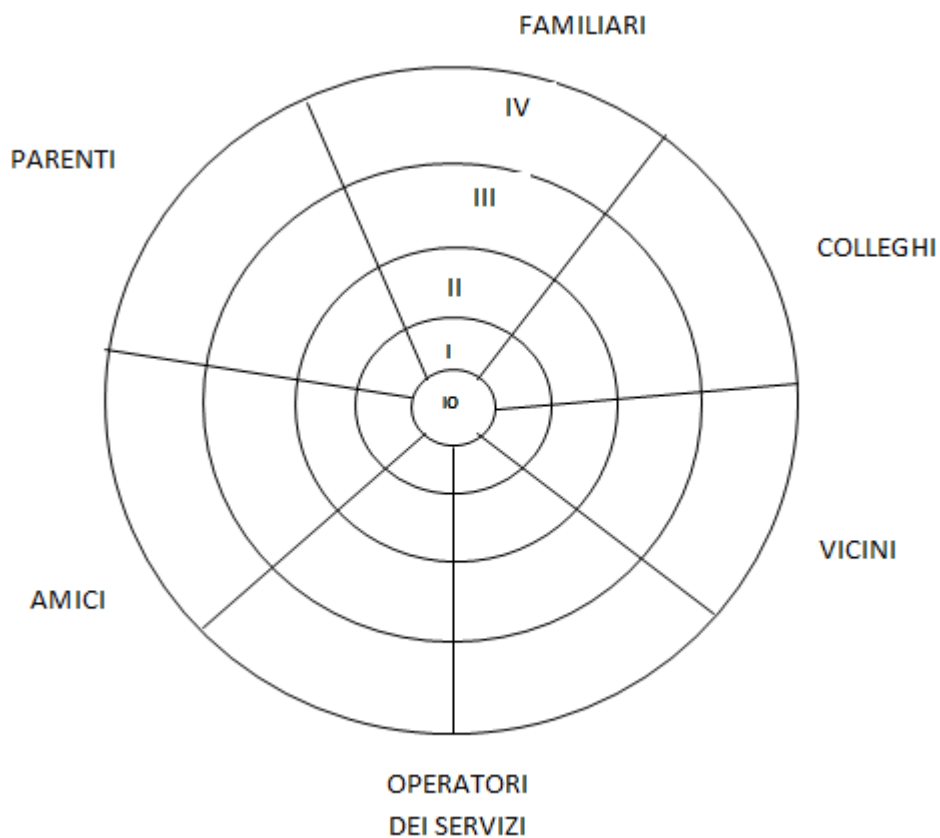 FAMILIARI
IV
PARENTI
III
COLLEGHI
II
I
IO
VICINI
AMICI
OPERATORI
DEI SERVIZI